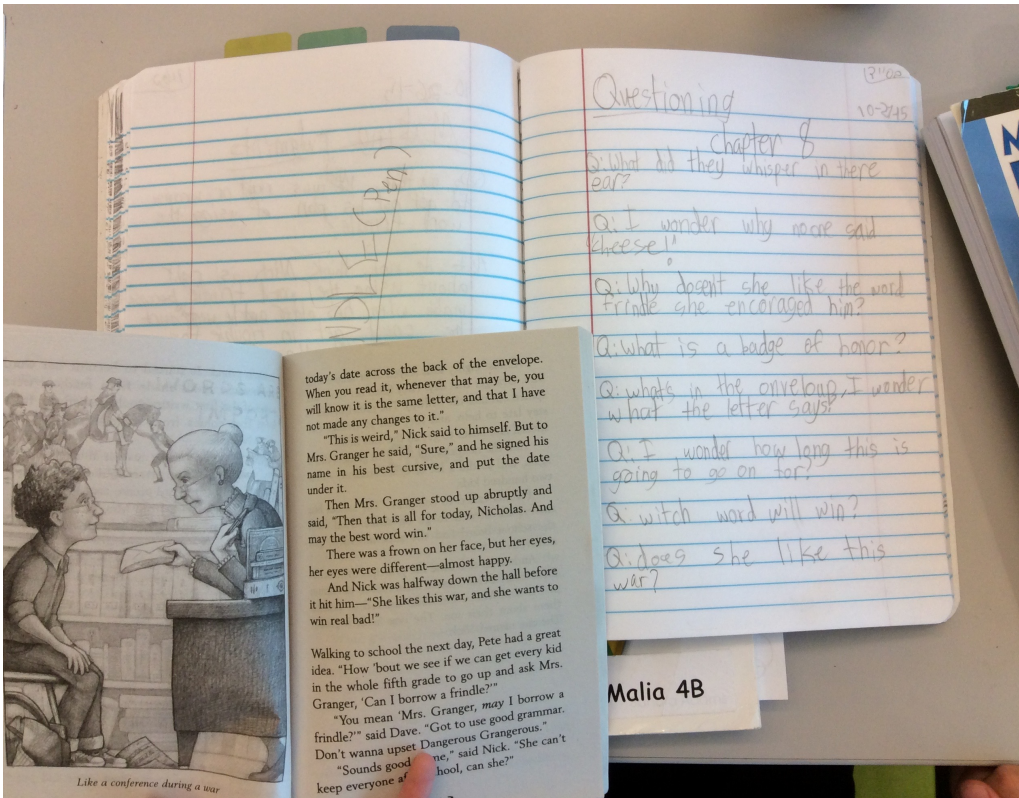 Questioning
10-21-15
chapter 8
Q: What did they whisper in there
ear?
Q: I wonder why noone said
"cheese!"
Q: Why dosent she like the word
frindle she encoraged him?
Q: what is a badge of honor?
Q: whats in the onveloup, I wonder
what the letter says?
Q: I wonder how long this is
going to go on for?
Q: witch word will win?
Q: does she like this
war?
NDLE (Pen)
today's date across the back of the envelope.
When you read it, whenever that may be, you
will know it is the same letter, and that I have
not made any changes to it."
"This is weird," Nick said to himself. But to
Mrs. Granger he said, "Sure," and he signed his
name in his best cursive, and put the date
under it.
Then Mrs. Granger stood up abruptly and
said, "Then that is all for today, Nicholas. And
may the best word win."
There was a frown on her face, but her eyes,
her eyes were different—almost happy.
And Nick was halfway down the hall before
it hit him—"She likes this war, and she wants to
win real bad!"
Walking to school the next day, Pete had a great
idea. "How 'bout we see if we can get every kid
in the whole fifth grade to go up and ask Mrs.
Granger, 'Can I borrow a frindle?'"
"You mean 'Mrs. Granger, may I borrow a
frindle?'" said Dave. "Got to use good grammar.
Don't wanna upset Dangerous Grangerous."
"Sounds good me," said Nick. "She can't
keep everyone school, can she?"
Like a conference during a war
Malia 4B